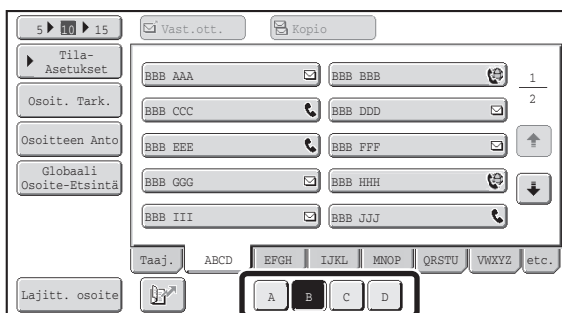 5 10 15
Vast.ott.
Kopio
Tila-
Asetukset
Osoit. Tark.
Osoitteen Anto
Globaali
Osoite-Etsintä
BBB AAA
BBB BBB
BBB CCC
BBB DDD
BBB EEE
BBB FFF
BBB GGG
BBB HHH
BBB III
BBB JJJ
1
2
Taaj.
ABCD
EFGH
IJKL
MNOP
QRSTU
VWXYZ
etc.
Lajitt. osoite
A
B
C
D